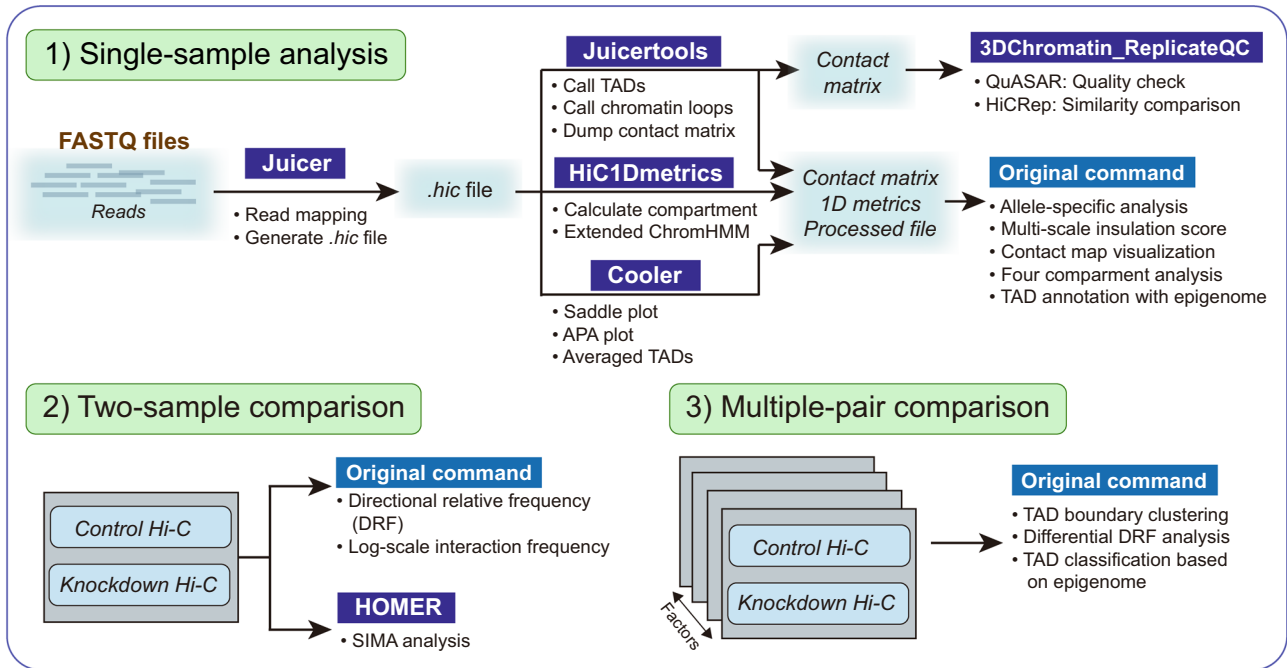 1) Single-sample analysis
FASTQ files
Reads
Juicer
• Read mapping
• Generate .hic file
.hic file
Juicertools
• Call TADs
• Call chromatin loops
• Dump contact matrix
HiC1Dmetrics
• Calculate compartment
• Extended ChromHMM
Cooler
• Saddle plot
• APA plot
• Averaged TADs
Contact
matrix
3DChromatin_ReplicateQC
• QuASAR: Quality check
• HiCRep: Similarity comparison
Contact matrix
1D metrics
Processed file
Original command
• Allele-specific analysis
• Multi-scale insulation score
• Contact map visualization
• Four comparment analysis
• TAD annotation with epigenome
2) Two-sample comparison
Control Hi-C
Knockdown Hi-C
Original command
• Directional relative frequency
(DRF)
• Log-scale interaction frequency
HOMER
• SIMA analysis
3) Multiple-pair comparison
Control Hi-C
Knockdown Hi-C
Factors
Original command
• TAD boundary clustering
• Differential DRF analysis
• TAD classification based
on epigenome